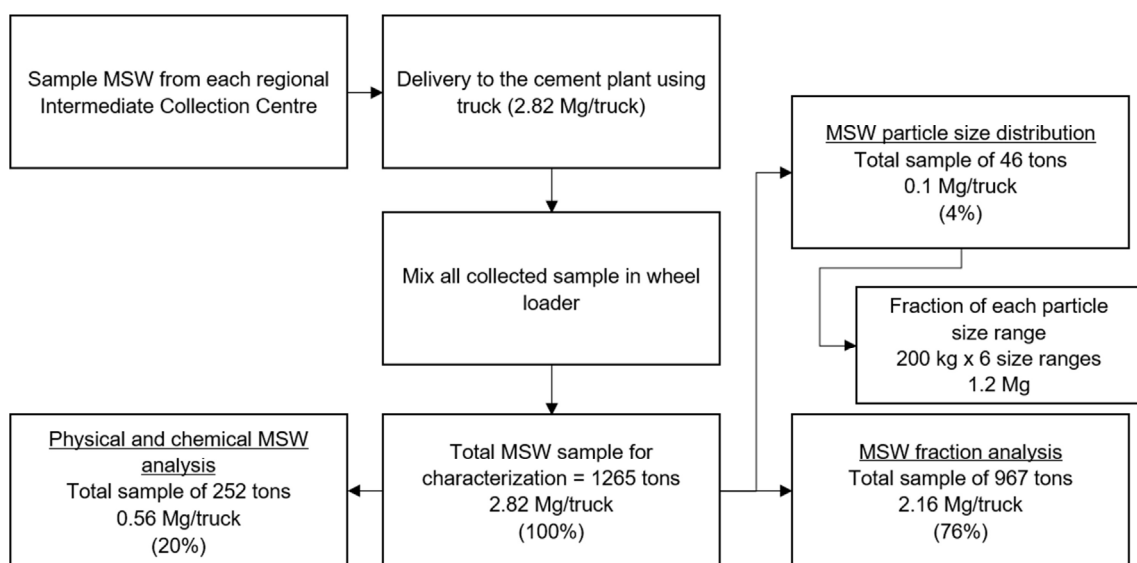 Sample MSW from each regional
Intermediate Collection Centre
Delivery to the cement plant using
truck (2.82 Mg/truck)
MSW particle size distribution
Total sample of 46 tons
0.1 Mg/truck
(4%)
Mix all collected sample in wheel
loader
Fraction of each particle
size range
200 kg x 6 size ranges
1.2 Mg
Physical and chemical MSW
analysis
Total sample of 252 tons
0.56 Mg/truck
(20%)
Total MSW sample for
characterization = 1265 tons
2.82 Mg/truck
(100%)
MSW fraction analysis
Total sample of 967 tons
2.16 Mg/truck
(76%)